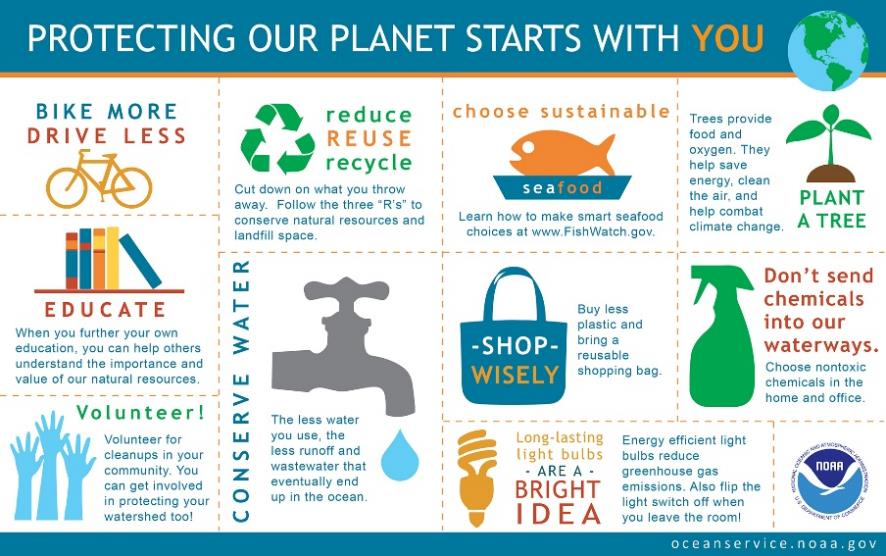 PROTECTING OUR PLANET STARTS WITH YOU
BIKE MORE
DRIVE LESS
reduce
REUSE
recycle
Cut down on what you throw
away. Follow the three “R’s” to
conserve natural resources and
landfill space.
choose sustainable
seafood
Learn how to make smart seafood
choices at www.FishWatch.gov.
Trees provide
food and
oxygen. They
help save
energy, clean
the air, and
help combat
climate change.
PLANT
A TREE
EDUCATE
When you further your own
education, you can help others
understand the importance and
value of our natural resources.
CONSERVE WATER
The less water
you use, the
less runoff and
wastewater that
eventually end
up in the ocean.
-SHOP-
WISELY
Buy less
plastic and
bring a
reusable
shopping bag.
Don’t send
chemicals
into our
waterways.
Choose nontoxic
chemicals in the
home and office.
Volunteer!
Volunteer for
cleanups in your
community. You
can get involved
in protecting your
watershed too!
Long-lasting
light bulbs
- ARE A -
BRIGHT
IDEA
Energy efficient light
bulbs reduce
greenhouse gas
emissions. Also flip the
light switch off when
you leave the room!
NATIONAL OCEANIC AND ATMOSPHERIC ADMINISTRATION
NOAA
U.S. DEPARTMENT OF COMMERCE
oceanservice.noaa.gov